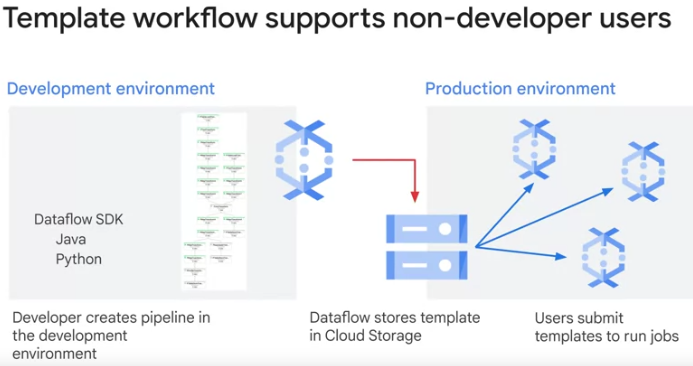 Template workflow supports non-developer users
Development environment
Production environment
Dataflow SDK
Java
Python
Developer creates pipeline in
the development
environment
Dataflow stores template
in Cloud Storage
Users submit
templates to run jobs